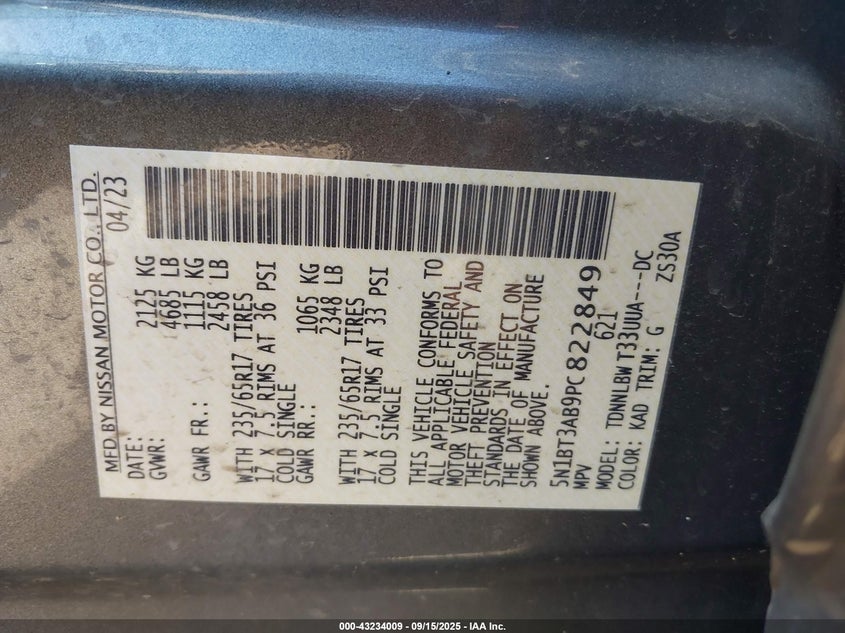 MFD BY NISSAN MOTOR CO., LTD.
DATE: 04/23
GVWR: 2125 KG
4685 LB
GAWR FR.: 1115 KG
2458 LB
WITH 235/65R17 TIRES
17 X 7.5 RIMS AT 36 PSI
COLD SINGLE
GAWR RR.: 1065 KG
2348 LB
WITH 235/65R17 TIRES
17 X 7.5 RIMS AT 33 PSI
COLD SINGLE
THIS VEHICLE CONFORMS TO
ALL APPLICABLE FEDERAL
MOTOR VEHICLE SAFETY AND
THEFT PREVENTION
STANDARDS IN EFFECT ON
THE DATE OF MANUFACTURE
SHOWN ABOVE.
5N1BT3AB9PC822849
MPV 621
MODEL: TDNNLBW T33UUA----DC
COLOR: KAD TRIM: G ZS30A
000-43234009 - 09/15/2025 - IAA Inc.